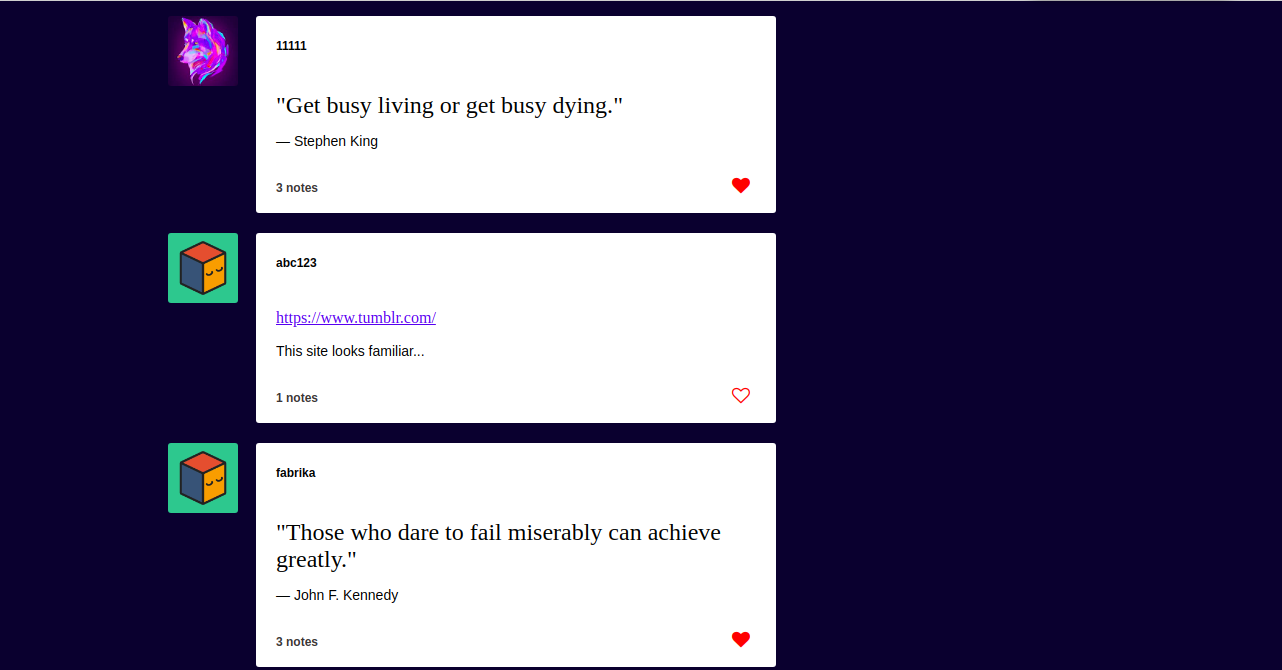 11111
"Get busy living or get busy dying."
— Stephen King
3 notes
abc123
https://www.tumblr.com/
This site looks familiar...
1 notes
fabrika
"Those who dare to fail miserably can achieve
greatly."
— John F. Kennedy
3 notes